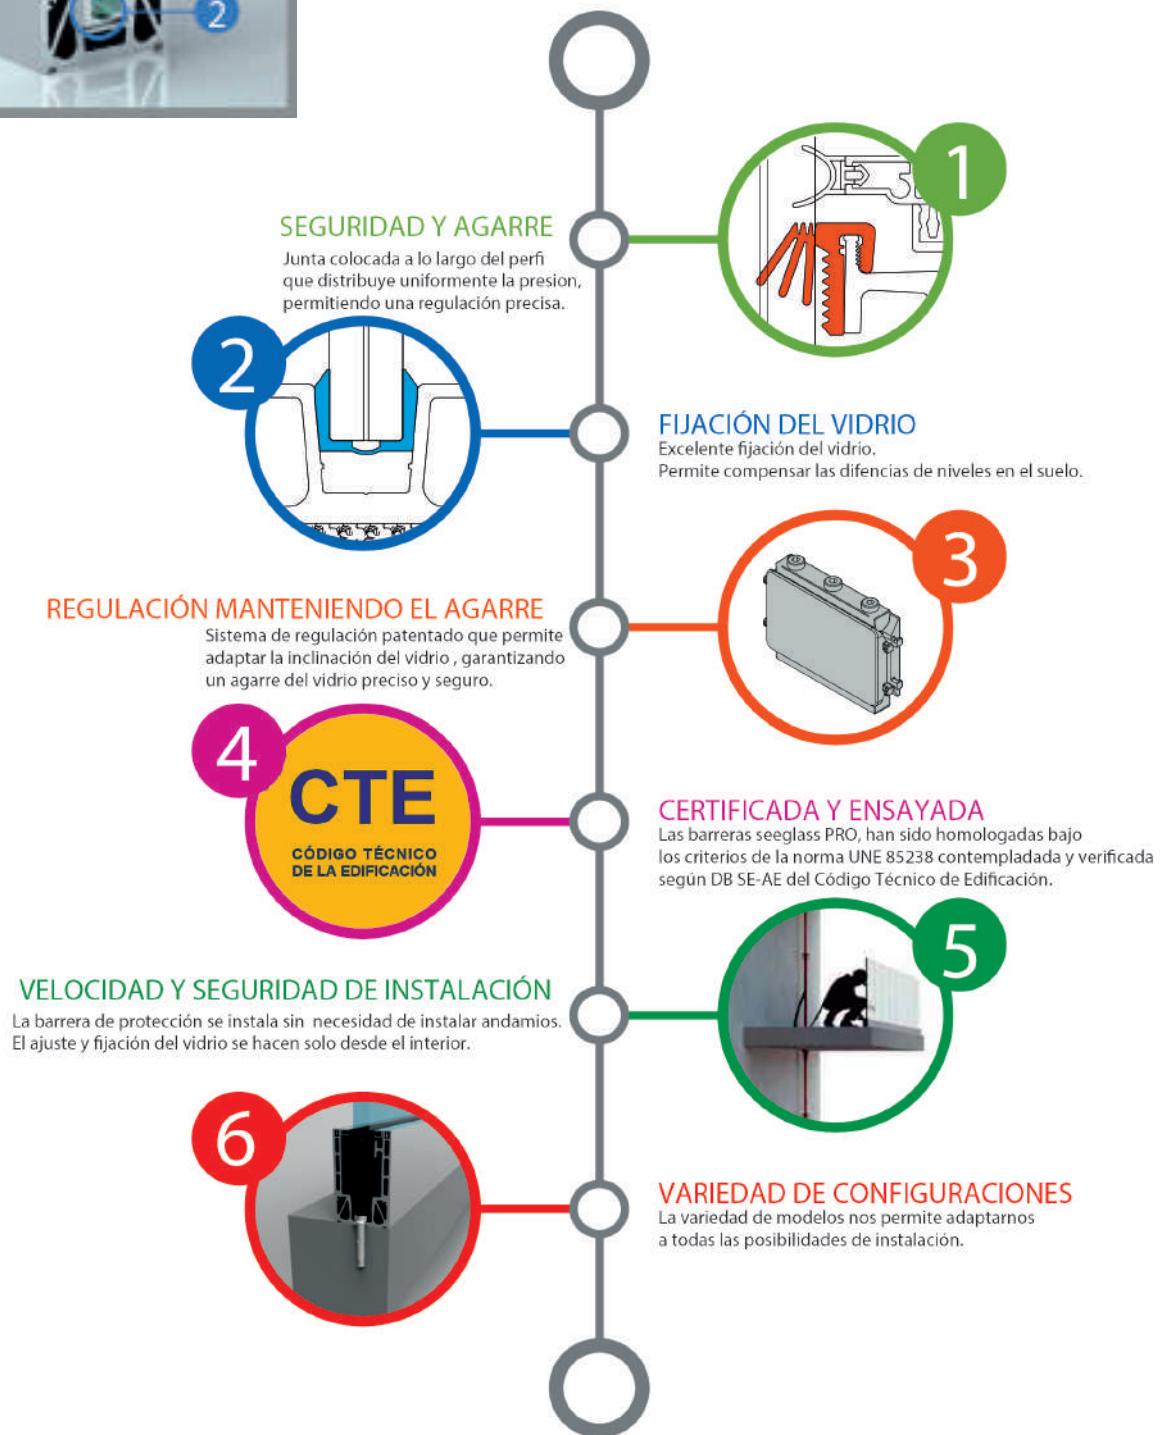 2
1
SEGURIDAD Y AGARRE
Junta colocada a lo largo del perfi
que distribuye uniformente la presion,
permitiendo una regulación precisa.
2
FIJACIÓN DEL VIDRIO
Excelente fijación del vidrio.
Permite compensar las difencias de niveles en el suelo.
3
REGULACIÓN MANTENIENDO EL AGARRE
Sistema de regulación patentado que permite
adaptar la inclinación del vidrio , garantizando
un agarre del vidrio preciso y seguro.
4
CTE
CÓDIGO TÉCNICO
DE LA EDIFICACIÓN
CERTIFICADA Y ENSAYADA
Las barreras seeglass PRO, han sido homologadas bajo
los criterios de la norma UNE 85238 contempladada y verificada
según DB SE-AE del Código Técnico de Edificación.
5
VELOCIDAD Y SEGURIDAD DE INSTALACIÓN
La barrera de protección se instala sin necesidad de instalar andamios.
El ajuste y fijación del vidrio se hacen solo desde el interior.
6
VARIEDAD DE CONFIGURACIONES
La variedad de modelos nos permite adaptarnos
a todas las posibilidades de instalación.